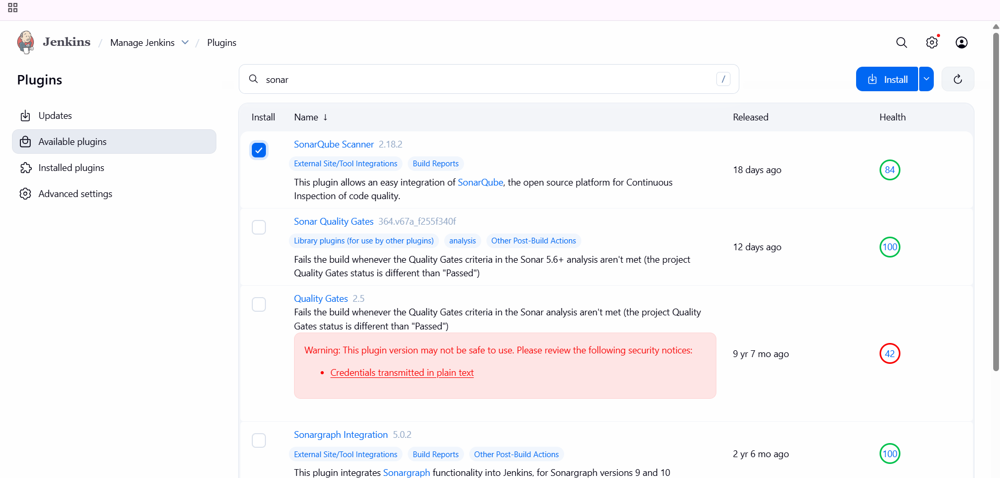 Jenkins / Manage Jenkins / Plugins
Plugins
sonar /
Install
Updates
Available plugins
Installed plugins
Advanced settings
Install Name ↓ Released Health
SonarQube Scanner 2.18.2
External Site/Tool Integrations Build Reports
This plugin allows an easy integration of SonarQube, the open source platform for Continuous
Inspection of code quality.
18 days ago
84
Sonar Quality Gates 364.v67a_f255f340f
Library plugins (for use by other plugins) analysis Other Post-Build Actions
Fails the build whenever the Quality Gates criteria in the Sonar 5.6+ analysis aren't met (the project
Quality Gates status is different than "Passed")
12 days ago
100
Quality Gates 2.5
Fails the build whenever the Quality Gates criteria in the Sonar analysis aren't met (the project Quality
Gates status is different than "Passed")
Warning: This plugin version may not be safe to use. Please review the following security notices:
• Credentials transmitted in plain text
9 yr 7 mo ago
42
Sonargraph Integration 5.0.2
External Site/Tool Integrations Build Reports Other Post-Build Actions
This plugin integrates Sonargraph functionality into Jenkins, for Sonargraph versions 9 and 10
2 yr 6 mo ago
100